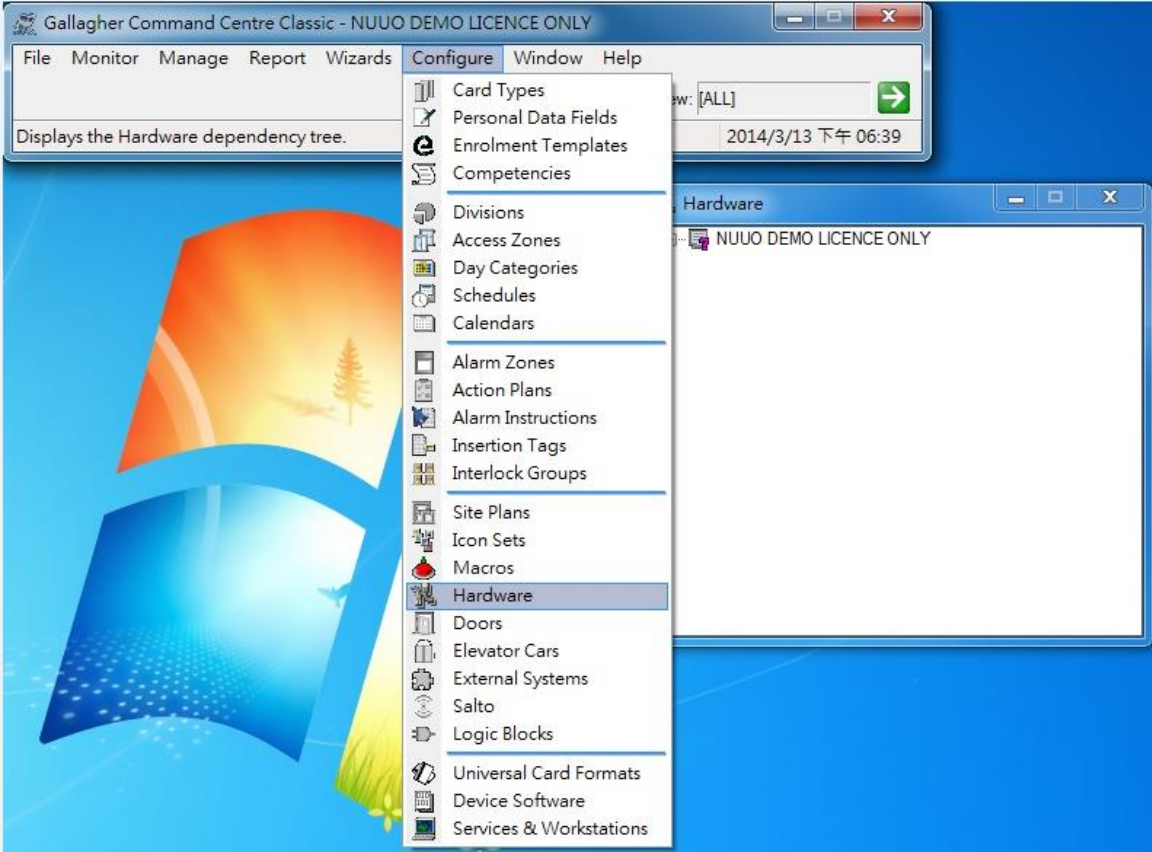 Gallagher Command Centre Classic - NUUO DEMO LICENCE ONLY
File Monitor Manage Report Wizards Configure Window Help
ew: [ALL]
Displays the Hardware dependency tree.
2014/3/13 下午 06:39
Card Types
Personal Data Fields
Enrolment Templates
Competencies
Divisions
Access Zones
Day Categories
Schedules
Calendars
Alarm Zones
Action Plans
Alarm Instructions
Insertion Tags
Interlock Groups
Site Plans
Icon Sets
Macros
Hardware
Doors
Elevator Cars
External Systems
Salto
Logic Blocks
Universal Card Formats
Device Software
Services & Workstations
Hardware
NUUO DEMO LICENCE ONLY